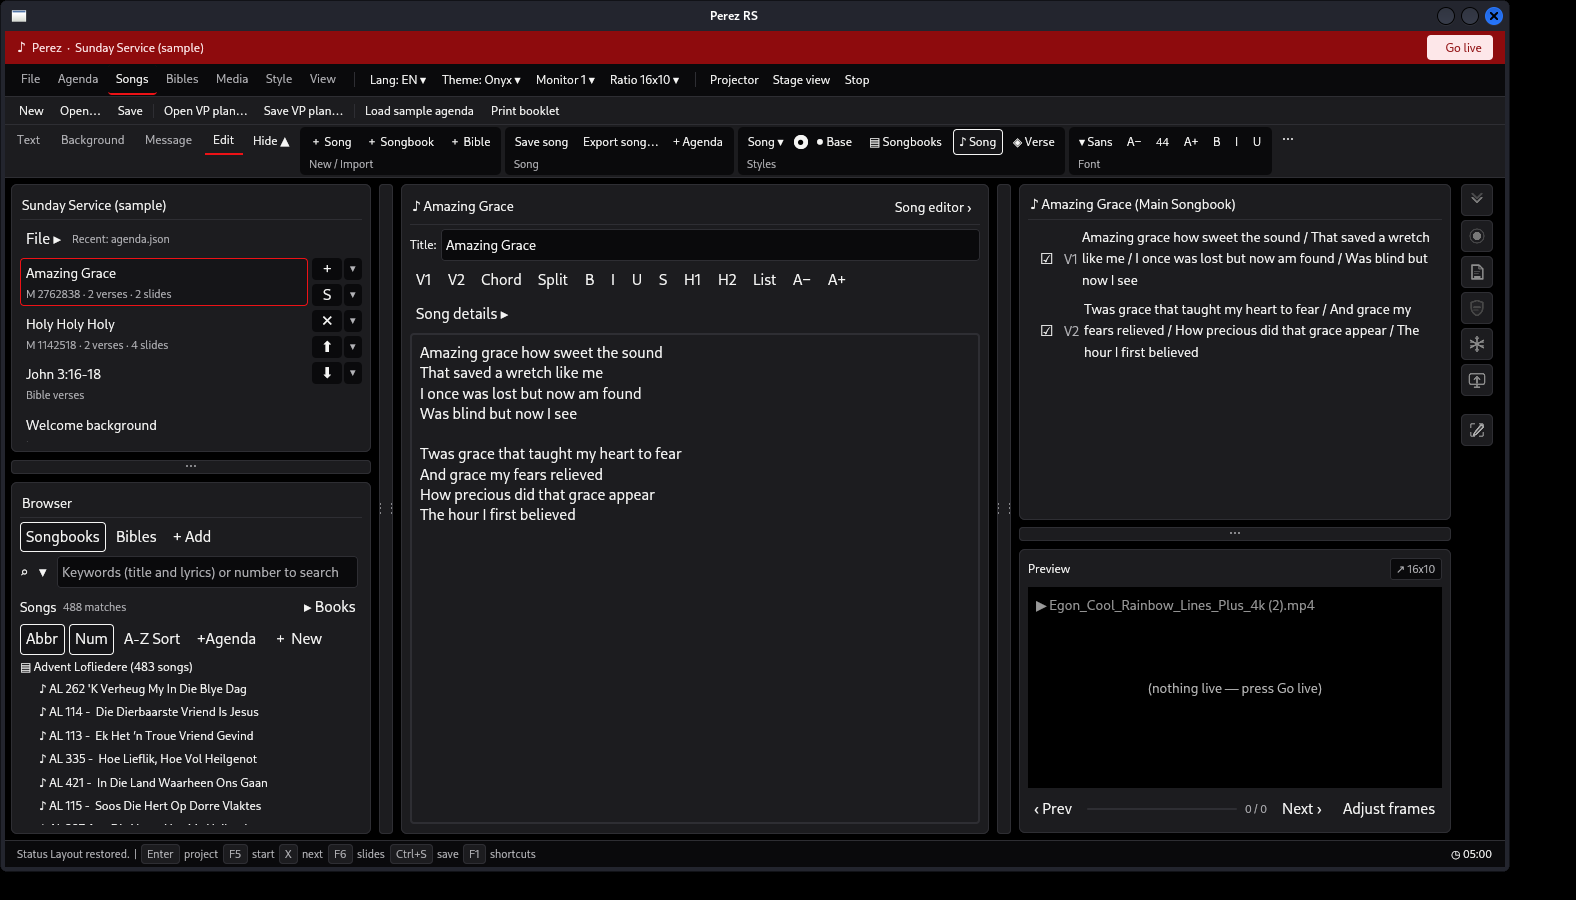 Perez RS
♪ Perez · Sunday Service (sample)
Go live
File Agenda Songs Bibles Media Style View Lang: EN ▾ Theme: Onyx ▾ Monitor 1 ▾ Ratio 16x10 ▾ Projector Stage view Stop
New Open... Save Open VP plan... Save VP plan... Load sample agenda Print booklet
Text Background Message Edit Hide ▲
+ Song + Songbook + Bible
New / Import
Save song Export song... + Agenda
Song
Song ▾ ● Base ▤ Songbooks ♪ Song ◈ Verse
Styles
▾ Sans A− 44 A+ B I U
Font
...
Sunday Service (sample)
File ▸ Recent: agenda.json
Amazing Grace
M 2762838 · 2 verses · 2 slides
Holy Holy Holy
M 1142518 · 2 verses · 4 slides
John 3:16-18
Bible verses
Welcome background
+ ▾
S ▾
✕ ▾
⬆ ▾
⬇ ▾
Browser
Songbooks Bibles + Add
Keywords (title and lyrics) or number to search
Songs 488 matches ▸ Books
Abbr Num A-Z Sort +Agenda + New
▤ Advent Lofliedere (483 songs)
♪ AL 262 'K Verheug My In Die Blye Dag
♪ AL 114 - Die Dierbaarste Vriend Is Jesus
♪ AL 113 - Ek Het 'n Troue Vriend Gevind
♪ AL 335 - Hoe Lieflik, Hoe Vol Heilgenot
♪ AL 421 - In Die Land Waarheen Ons Gaan
♪ AL 115 - Soos Die Hert Op Dorre Vlaktes
♪ Amazing Grace
Song editor ›
Title: Amazing Grace
V1 V2 Chord Split B I U S H1 H2 List A− A+
Song details ▸
Amazing grace how sweet the sound
That saved a wretch like me
I once was lost but now am found
Was blind but now I see
Twas grace that taught my heart to fear
And grace my fears relieved
How precious did that grace appear
The hour I first believed
♪ Amazing Grace (Main Songbook)
Amazing grace how sweet the sound / That saved a wretch
☑ V1 like me / I once was lost but now am found / Was blind but
now I see
Twas grace that taught my heart to fear / And grace my
☑ V2 fears relieved / How precious did that grace appear / The
hour I first believed
Preview
↗ 16x10
▶ Egon_Cool_Rainbow_Lines_Plus_4k (2).mp4
(nothing live — press Go live)
‹ Prev 0 / 0 Next › Adjust frames
Status Layout restored. | Enter project F5 start X next F6 slides Ctrl+S save F1 shortcuts
◷ 05:00